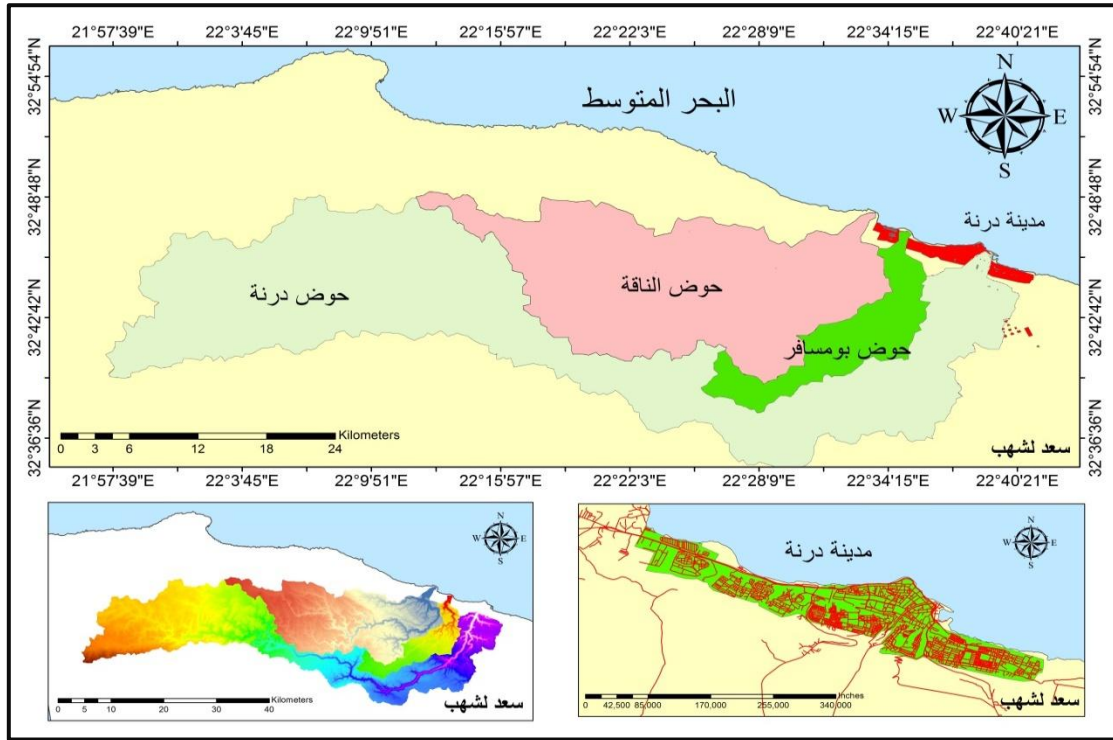 21°57'39"E 22°3'45"E 22°9'51"E 22°15'57"E 22°22'3"E 22°28'9"E 22°34'15"E 22°40'21"E
32°54'54"N 32°54'54"N
32°48'48"N 32°48'48"N
32°42'42"N 32°42'42"N
32°36'36"N 32°36'36"N
البحر المتوسط
N
W E
S
مدينة درنة
حوض الناقة
حوض درنة
حوض بومسافر
Kilometers
0 3 6 12 18 24
سعد لشهب
21°57'39"E 22°3'45"E 22°9'51"E 22°15'57"E 22°22'3"E 22°28'9"E 22°34'15"E 22°40'21"E
N
W E
S
Kilometers
0 5 10 20 30 40
سعد لشهب
مدينة درنة
N
W E
S
Inches
0 42,500 85,000 170,000 255,000 340,000
سعد لشهب